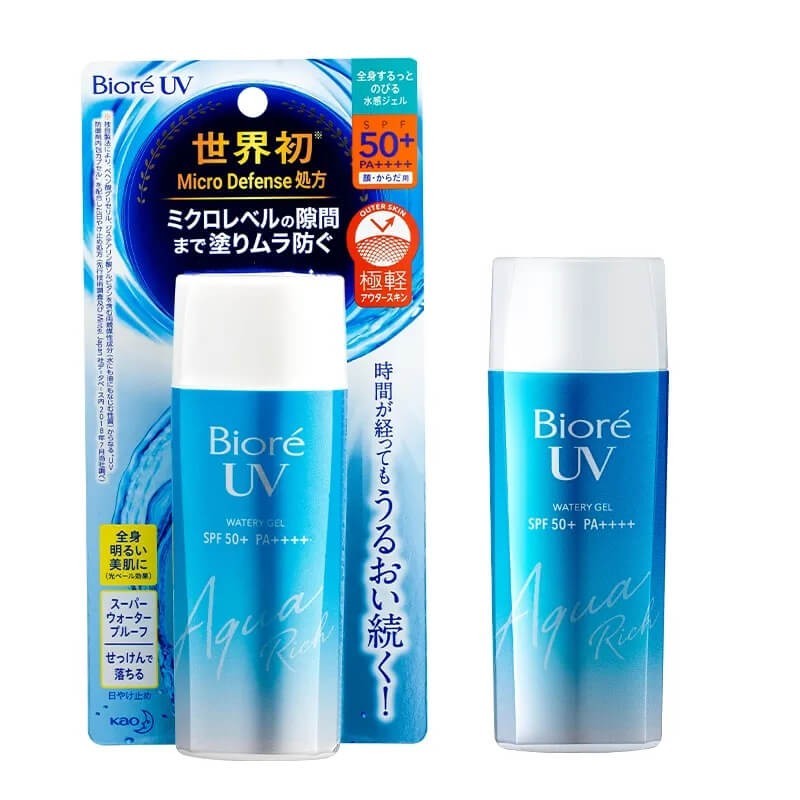 Bioré UV
全身するっと
のびる
水感ジェル
SPF
50+
PA++++
顔・からだ用
世界初※
Micro Defense 処方
ミクロレベルの隙間
まで塗りムラ防ぐ
OUTER SKIN
極軽
アウタースキン
時間が経っても
うるおい続く!
全身
明るい
美肌に
(光ベール効果)
スーパー
ウォーター
プルーフ
せっけんで
落ちる
日やけ止め
Kao
Bioré
UV
WATERY GEL
SPF 50+ PA++++
Aqua
Rich
Bioré
UV
WATERY GEL
SPF 50+ PA++++
Aqua
Rich